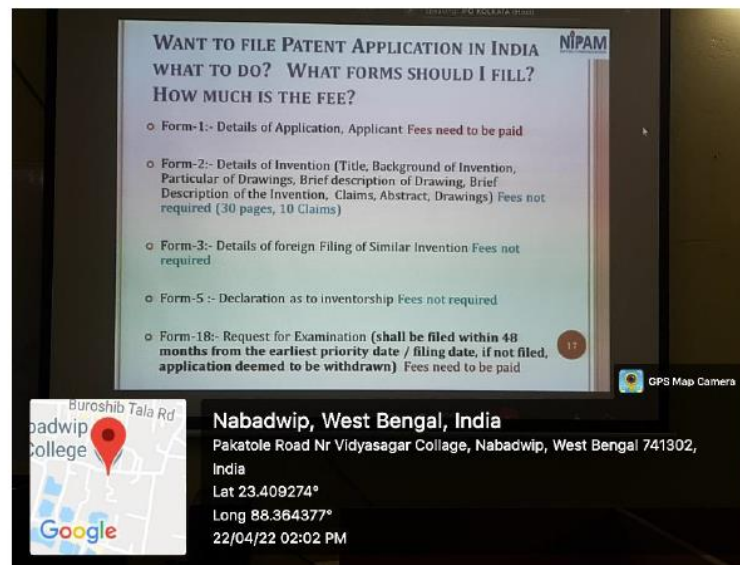 JPO KOLKATA (Host)
WANT TO FILE PATENT APPLICATION IN INDIA
WHAT TO DO? WHAT FORMS SHOULD I FILL?
HOW MUCH IS THE FEE?
NIPAM
Form-1:- Details of Application, Applicant Fees need to be paid
Form-2:- Details of Invention (Title, Background of Invention,
Particular of Drawings, Brief description of Drawing, Brief
Description of the Invention, Claims, Abstract, Drawings) Fees not
required (30 pages, 10 Claims)
Form-3:- Details of foreign Filing of Similar Invention Fees not
required
Form-5 :- Declaration as to inventorship Fees not required
Form-18:- Request for Examination (shall be filed within 48
months from the earliest priority date / filing date, if not filed,
application deemed to be withdrawn) Fees need to be paid
17
GPS Map Camera
Buroshib Tala Rd
badwip
College
Google
Nabadwip, West Bengal, India
Pakatole Road Nr Vidyasagar Collage, Nabadwip, West Bengal 741302,
India
Lat 23.409274°
Long 88.364377°
22/04/22 02:02 PM